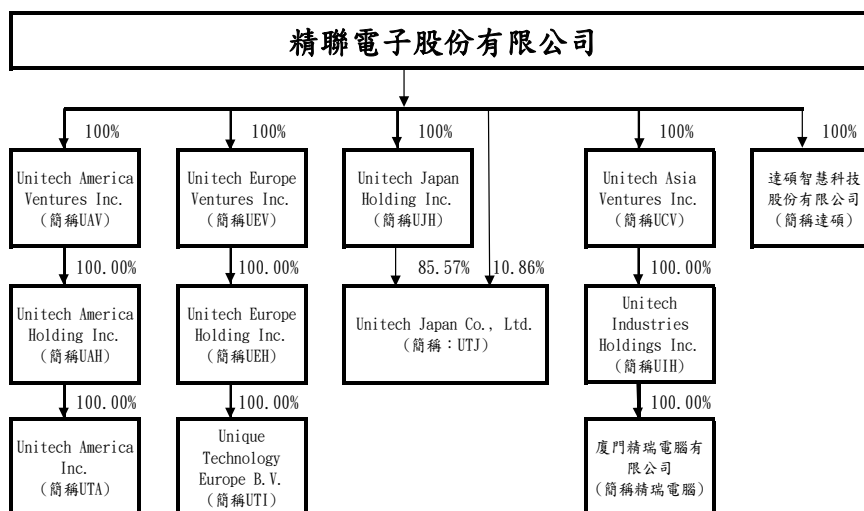 精聯電子股份有限公司
100%
100%
100%
100%
100%
Unitech America
Ventures Inc.
(簡稱UAV)
Unitech Europe
Ventures Inc.
(簡稱UEV)
Unitech Japan
Holding Inc.
(簡稱UJH)
Unitech Asia
Ventures Inc.
(簡稱UCV)
達碩智慧科技
股份有限公司
(簡稱達碩)
100.00%
100.00%
85.57%
10.86%
100.00%
Unitech America
Holding Inc.
(簡稱UAH)
Unitech Europe
Holding Inc.
(簡稱UEH)
Unitech Japan Co., Ltd.
(簡稱：UTJ)
Unitech
Industries
Holdings Inc.
(簡稱UIH)
100.00%
100.00%
100.00%
Unitech America
Inc.
(簡稱UTA)
Unique
Technology
Europe B.V.
(簡稱UTI)
廈門精瑞電腦有
限公司
(簡稱精瑞電腦)